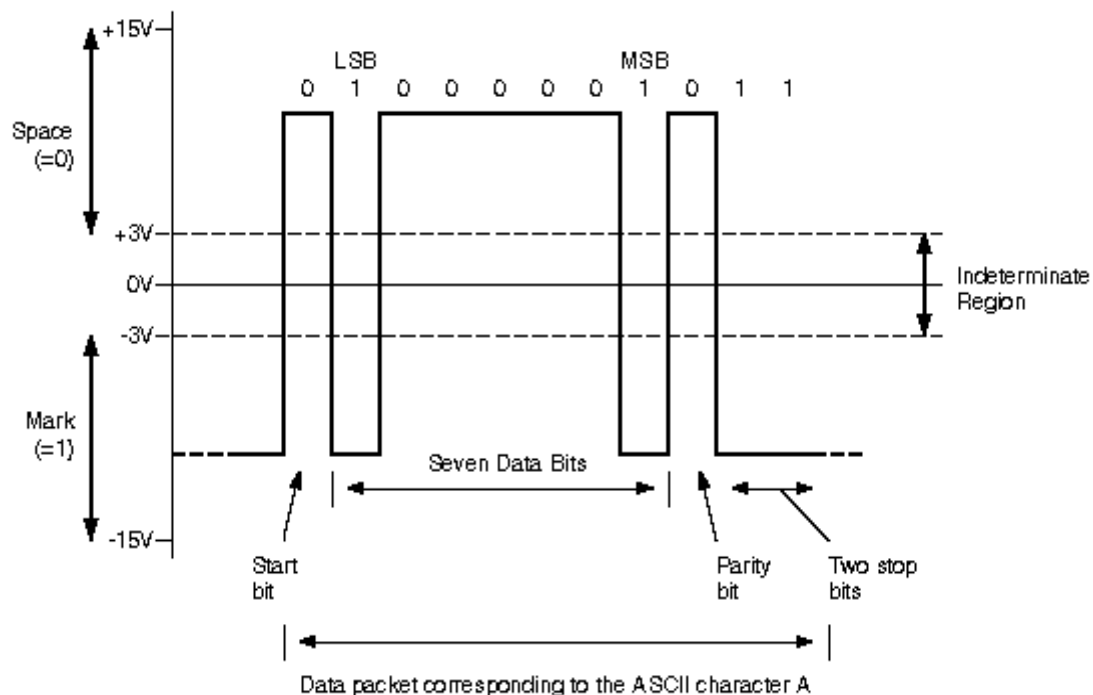 +15V
LSB MSB
0 1 0 0 0 0 0 1 0 1 1
Space
(=0)
+3V
0V
Indeterminate
Region
-3V
Mark
(=1)
Seven Data Bits
-15V
Start
bit
Parity
bit
Two stop
bits
Data packet corresponding to the ASCII character A